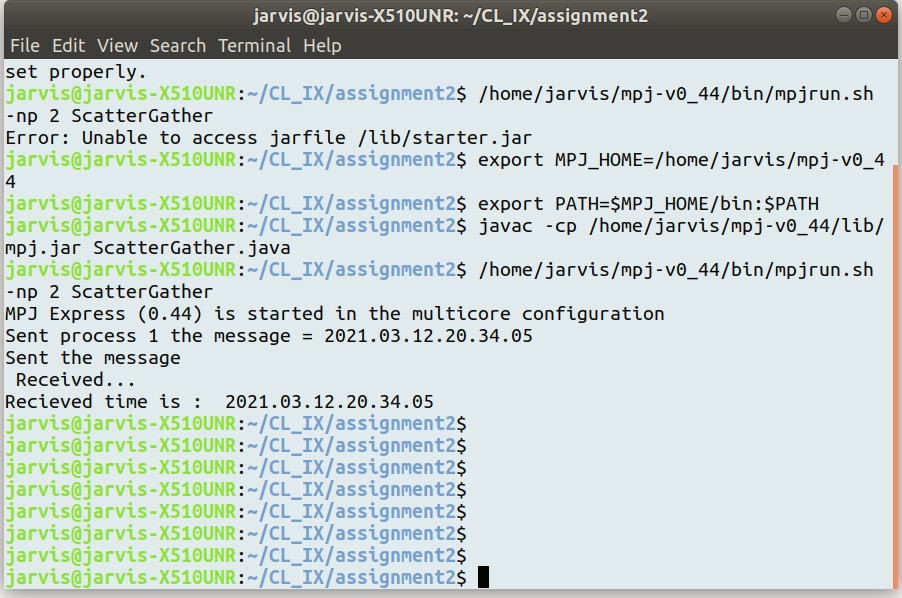 jarvis@jarvis-X510UNR: ~/CL_IX/assignment2
File Edit View Search Terminal Help
set properly.
jarvis@jarvis-X510UNR:~/CL_IX/assignment2$ /home/jarvis/mpj-v0_44/bin/mpjrun.sh
-np 2 ScatterGather
Error: Unable to access jarfile /lib/starter.jar
jarvis@jarvis-X510UNR:~/CL_IX/assignment2$ export MPJ_HOME=/home/jarvis/mpj-v0_4
4
jarvis@jarvis-X510UNR:~/CL_IX/assignment2$ export PATH=$MPJ_HOME/bin:$PATH
jarvis@jarvis-X510UNR:~/CL_IX/assignment2$ javac -cp /home/jarvis/mpj-v0_44/lib/
mpj.jar ScatterGather.java
jarvis@jarvis-X510UNR:~/CL_IX/assignment2$ /home/jarvis/mpj-v0_44/bin/mpjrun.sh
-np 2 ScatterGather
MPJ Express (0.44) is started in the multicore configuration
Sent process 1 the message = 2021.03.12.20.34.05
Sent the message
 Received...
Recieved time is :  2021.03.12.20.34.05
jarvis@jarvis-X510UNR:~/CL_IX/assignment2$
jarvis@jarvis-X510UNR:~/CL_IX/assignment2$
jarvis@jarvis-X510UNR:~/CL_IX/assignment2$
jarvis@jarvis-X510UNR:~/CL_IX/assignment2$
jarvis@jarvis-X510UNR:~/CL_IX/assignment2$
jarvis@jarvis-X510UNR:~/CL_IX/assignment2$
jarvis@jarvis-X510UNR:~/CL_IX/assignment2$
jarvis@jarvis-X510UNR:~/CL_IX/assignment2$